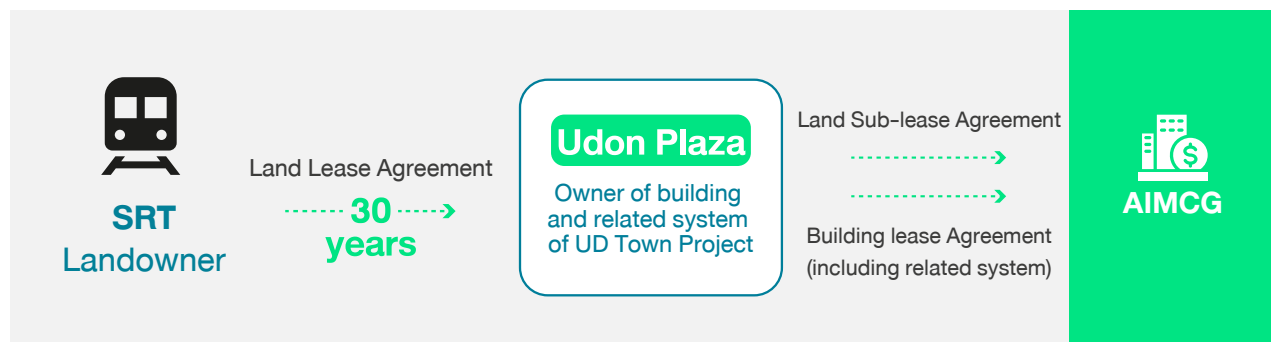 SRT
Landowner
Land Lease Agreement
30
years
Udon Plaza
Owner of building
and related system
of UD Town Project
Land Sub-lease Agreement
Building lease Agreement
(including related system)
$
AIMCG